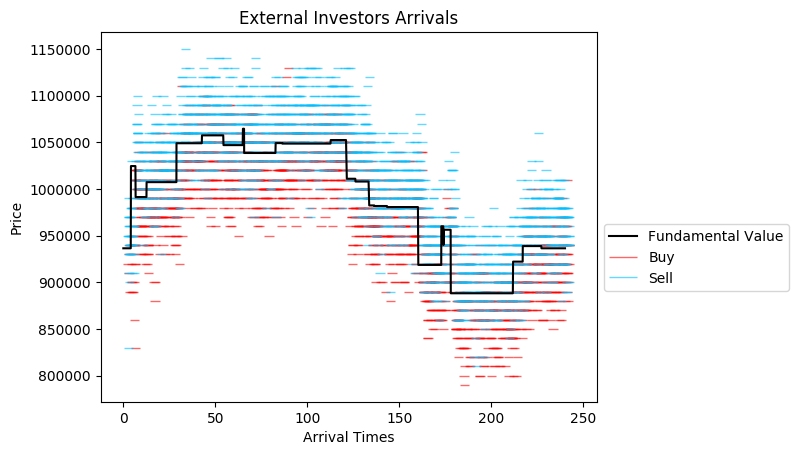 External Investors Arrivals
1150000
1100000
1050000
1000000
950000
900000
850000
800000
Price
0 50 100 150 200 250
Arrival Times
Fundamental Value
Buy
Sell